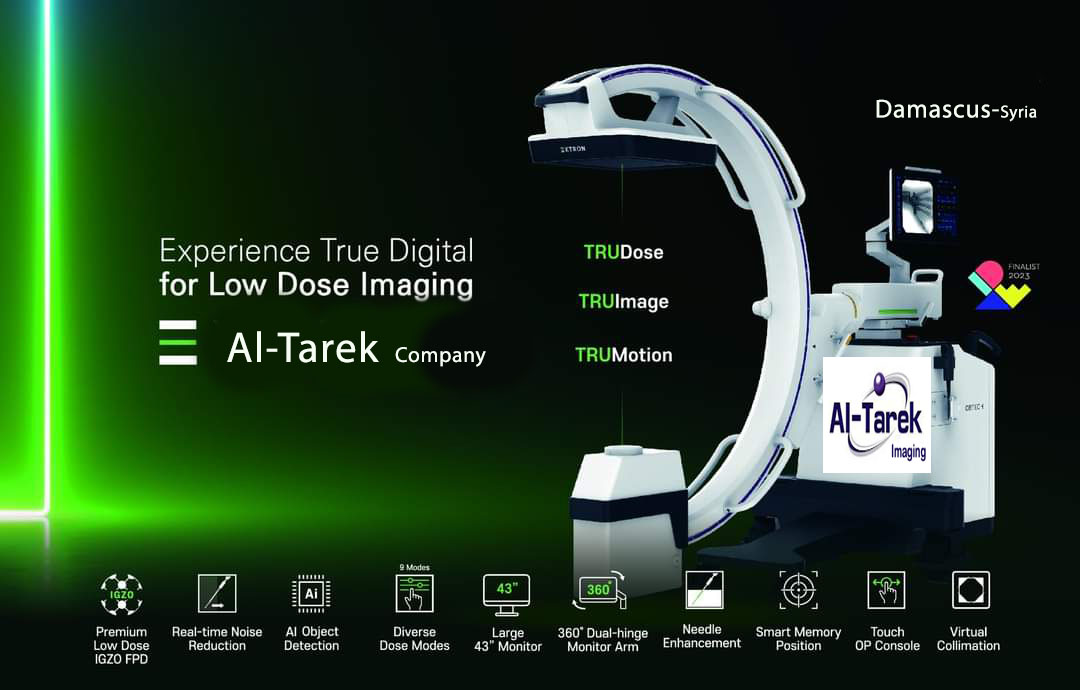 Damascus-Syria
ZETRON
Experience True Digital
for Low Dose Imaging
Al-Tarek Company
TRUDose
TRUImage
TRUMotion
FINALIST
2023
Al-Tarek
Imaging
9 Modes
IGZO
Ai
43”
360°
Premium
Low Dose
IGZO FPD
Real-time Noise
Reduction
AI Object
Detection
Diverse
Dose Modes
Large
43” Monitor
360° Dual-hinge
Monitor Arm
Needle
Enhancement
Smart Memory
Position
Touch
OP Console
Virtual
Collimation